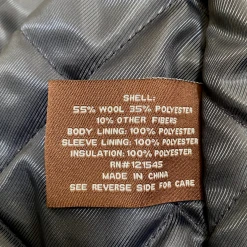 SHELL:
55% WOOL 35% POLYESTER
10% OTHER FIBERS
BODY LINING: 100% POLYESTER
SLEEVE LINING: 100% POLYESTER
INSULATION: 100% POLYESTER
RN#121545
MADE IN CHINA
SEE REVERSE SIDE FOR CARE